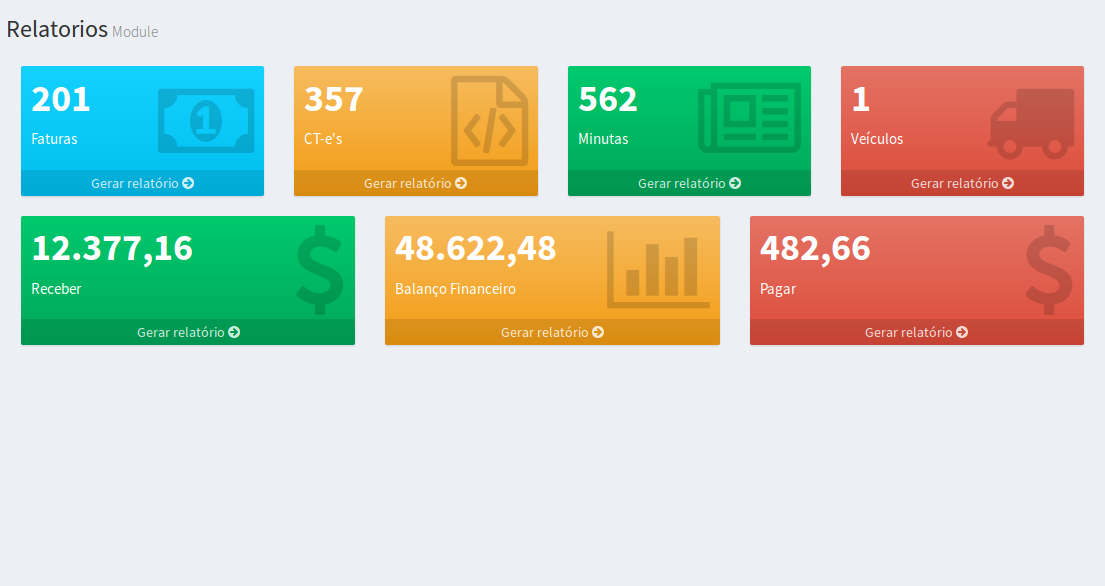 Relatorios Module
201
Faturas
Gerar relatório
357
CT-e's
Gerar relatório
562
Minutas
Gerar relatório
1
Veículos
Gerar relatório
12.377,16
Receber
Gerar relatório
48.622,48
Balanço Financeiro
Gerar relatório
482,66
Pagar
Gerar relatório